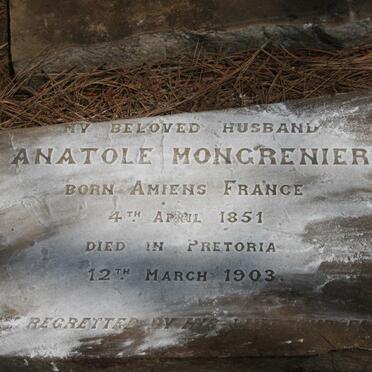 MY BELOVED HUSBAND
ANATOLE MONGRENIER
BORN AMIENS FRANCE
4TH APRIL 1851
DIED IN PRETORIA
12TH MARCH 1903.
REGRETTED BY HIS